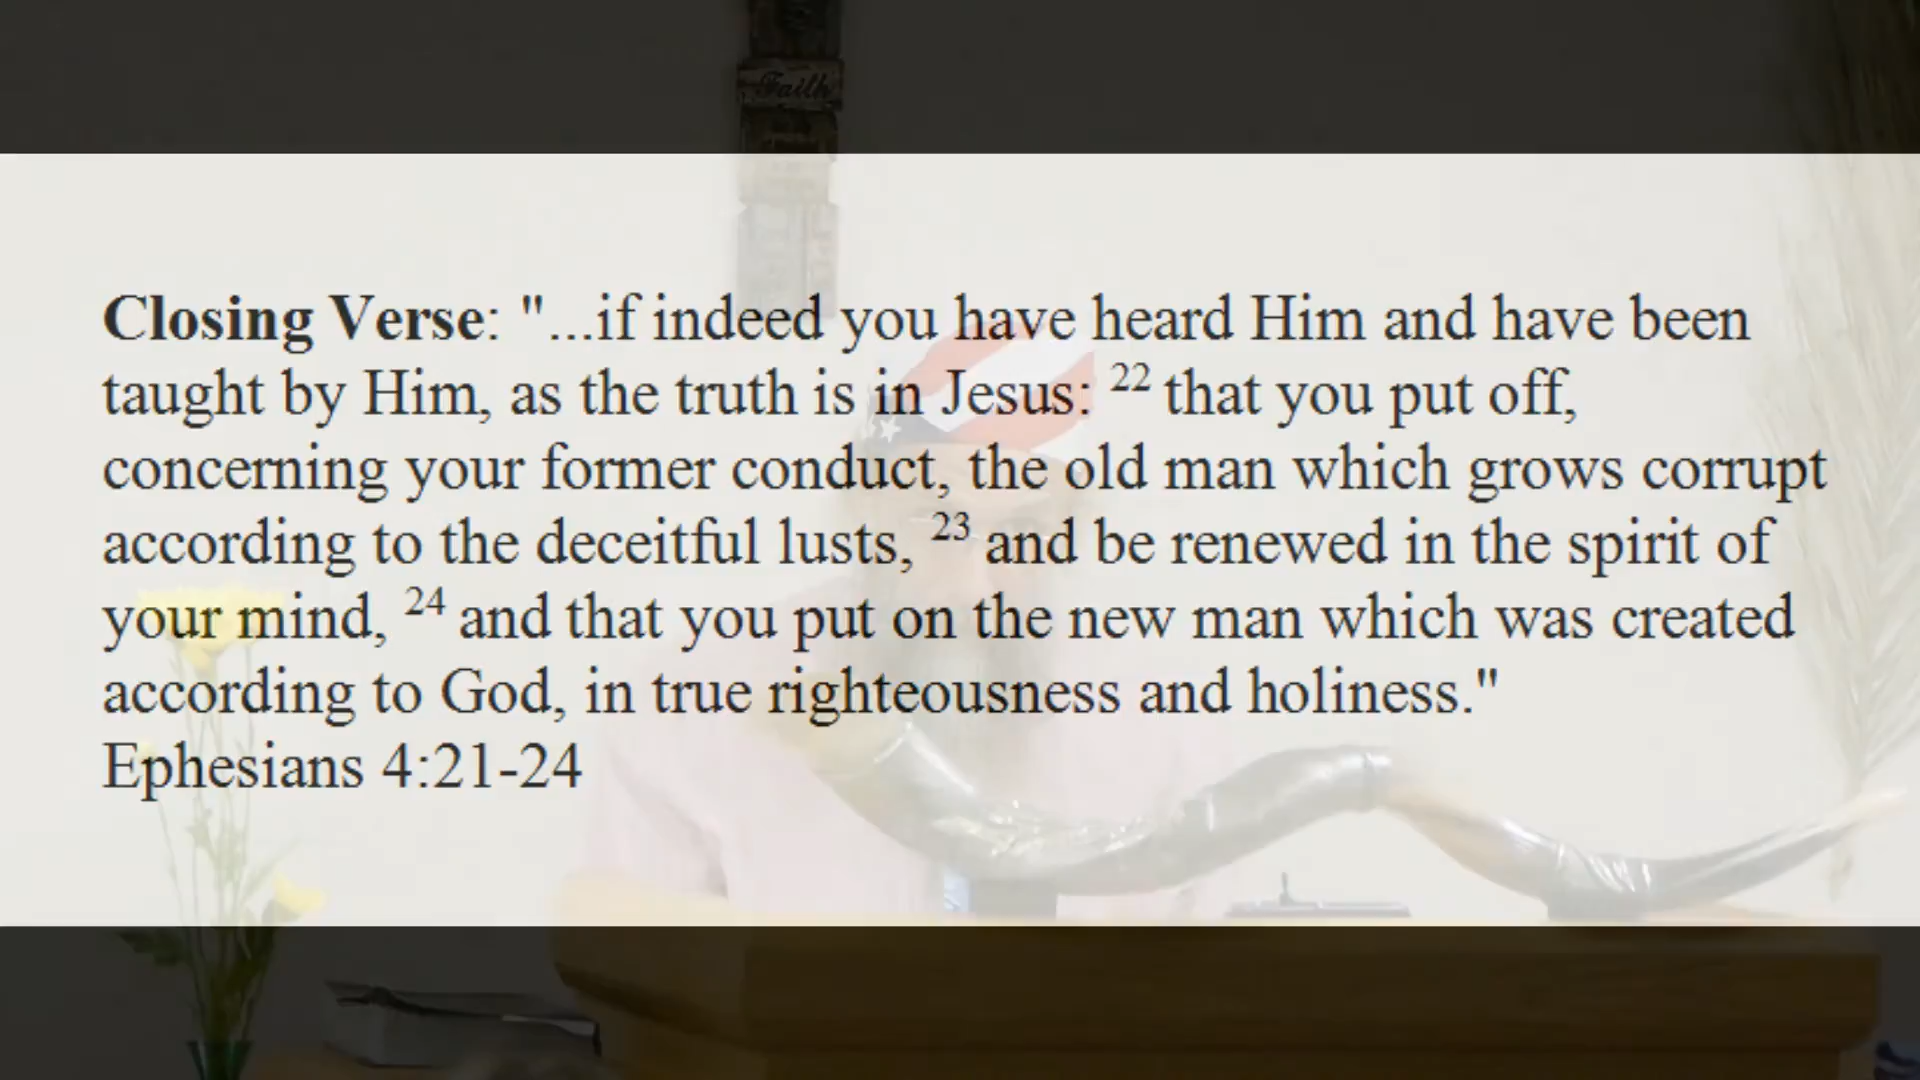 Faith
Closing Verse: "...if indeed you have heard Him and have been
taught by Him, as the truth is in Jesus: 22 that you put off,
concerning your former conduct, the old man which grows corrupt
according to the deceitful lusts, 23 and be renewed in the spirit of
your mind, 24 and that you put on the new man which was created
according to God, in true righteousness and holiness."
Ephesians 4:21-24